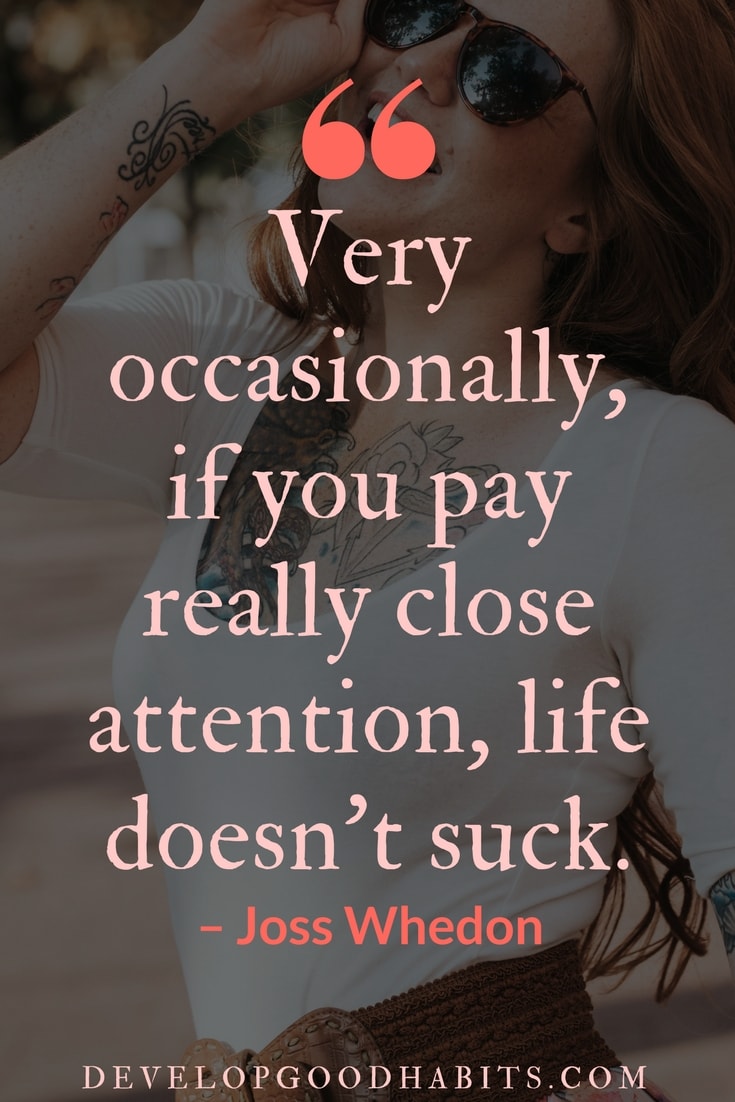 “
Very
occasionally,
if you pay
really close
attention, life
doesn’t suck.
– Joss Whedon
DEVELOPGOODHABITS.COM